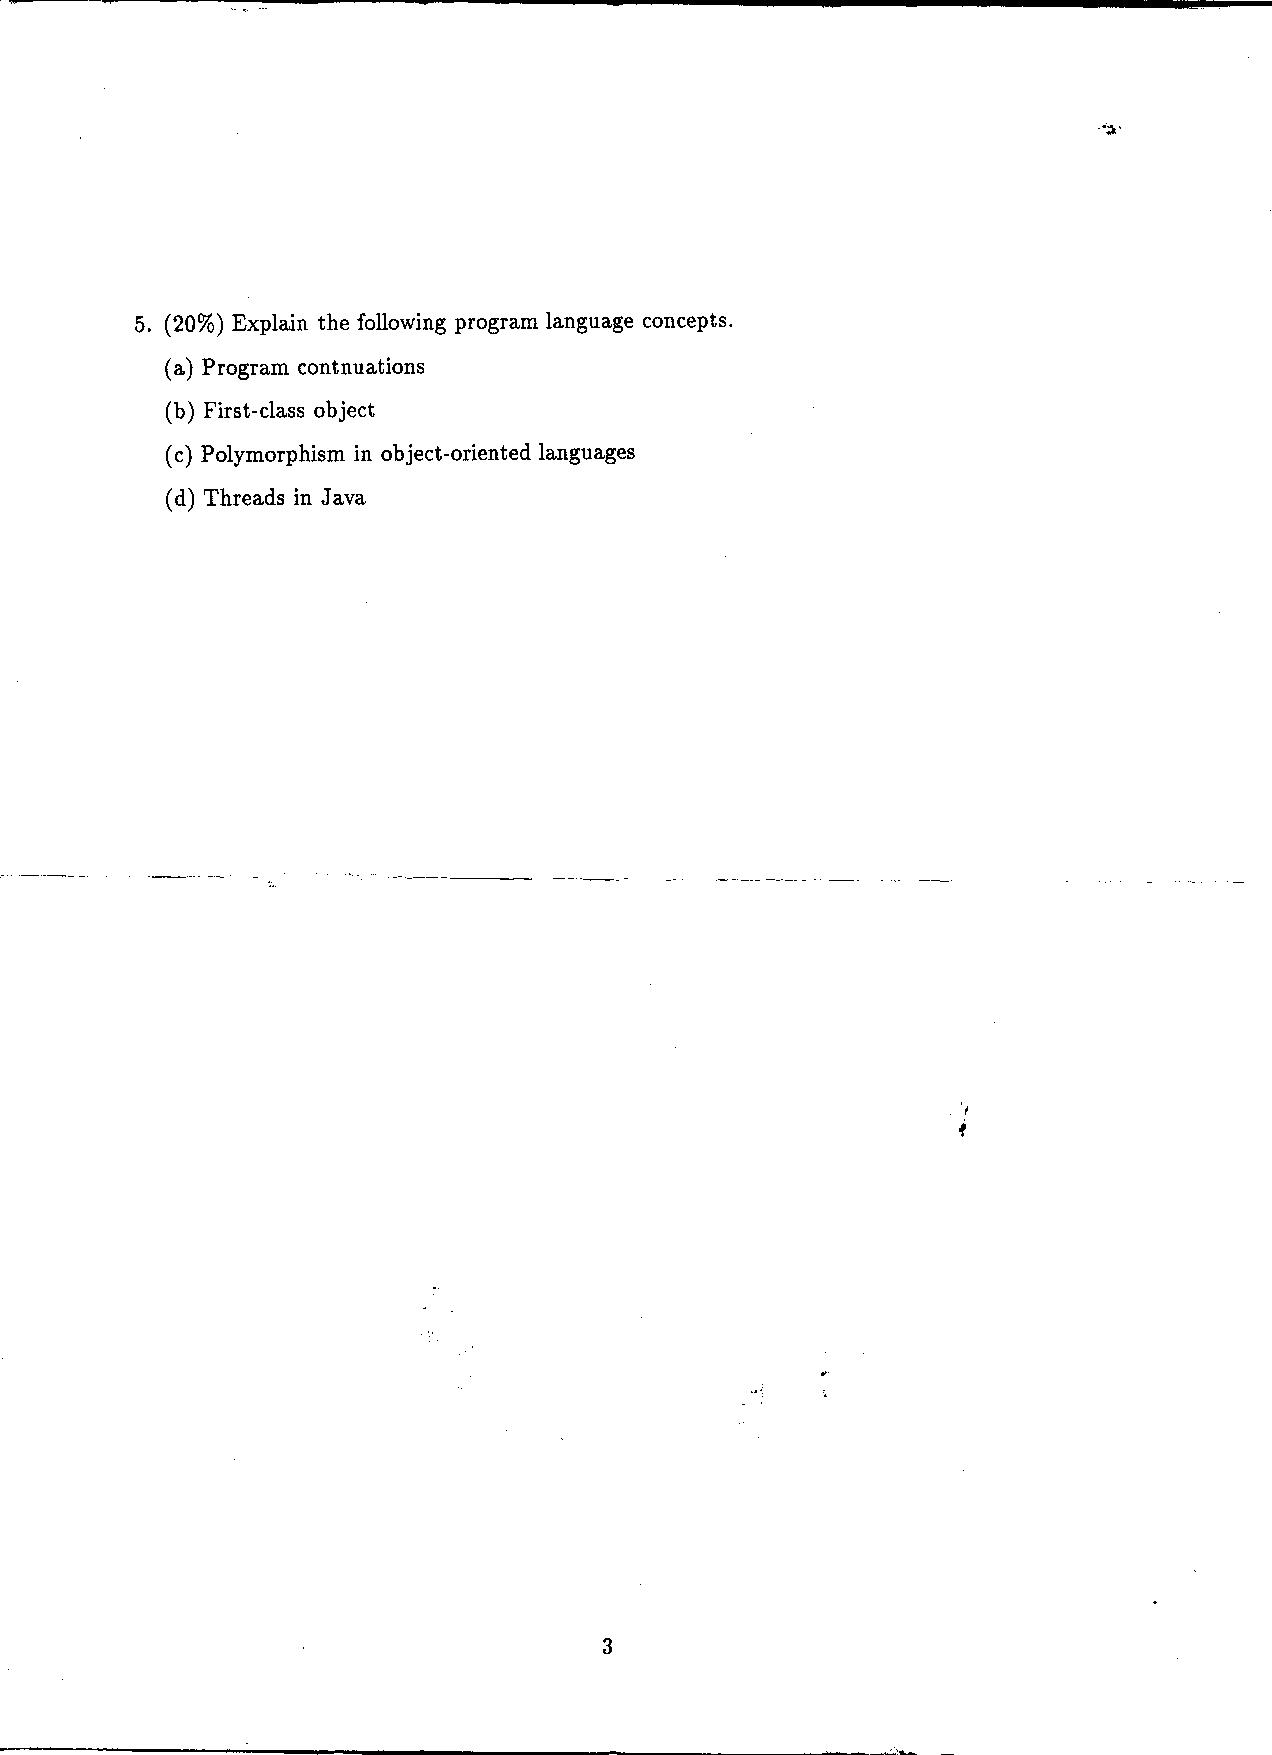 5. (20%) Explain the following program language concepts.
(a) Program contnuations
(b) First-class object
(c) Polymorphism in object-oriented languages
(d) Threads in Java
3